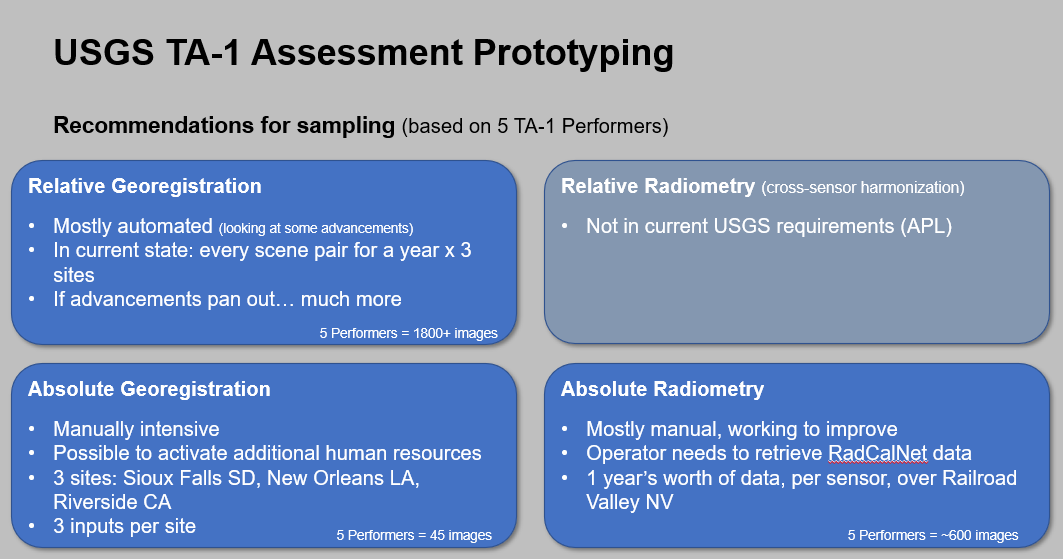 USGS TA-1 Assessment Prototyping
Recommendations for sampling (based on 5 TA-1 Performers)
Relative Georegistration
• Mostly automated (looking at some advancements)
• In current state: every scene pair for a year x 3
sites
• If advancements pan out… much more
5 Performers = 1800+ images
Relative Radiometry (cross-sensor harmonization)
• Not in current USGS requirements (APL)
Absolute Georegistration
• Manually intensive
• Possible to activate additional human resources
• 3 sites: Sioux Falls SD, New Orleans LA,
Riverside CA
• 3 inputs per site
5 Performers = 45 images
Absolute Radiometry
• Mostly manual, working to improve
• Operator needs to retrieve RadCalNet data
• 1 year’s worth of data, per sensor, over Railroad
Valley NV
5 Performers = ~600 images